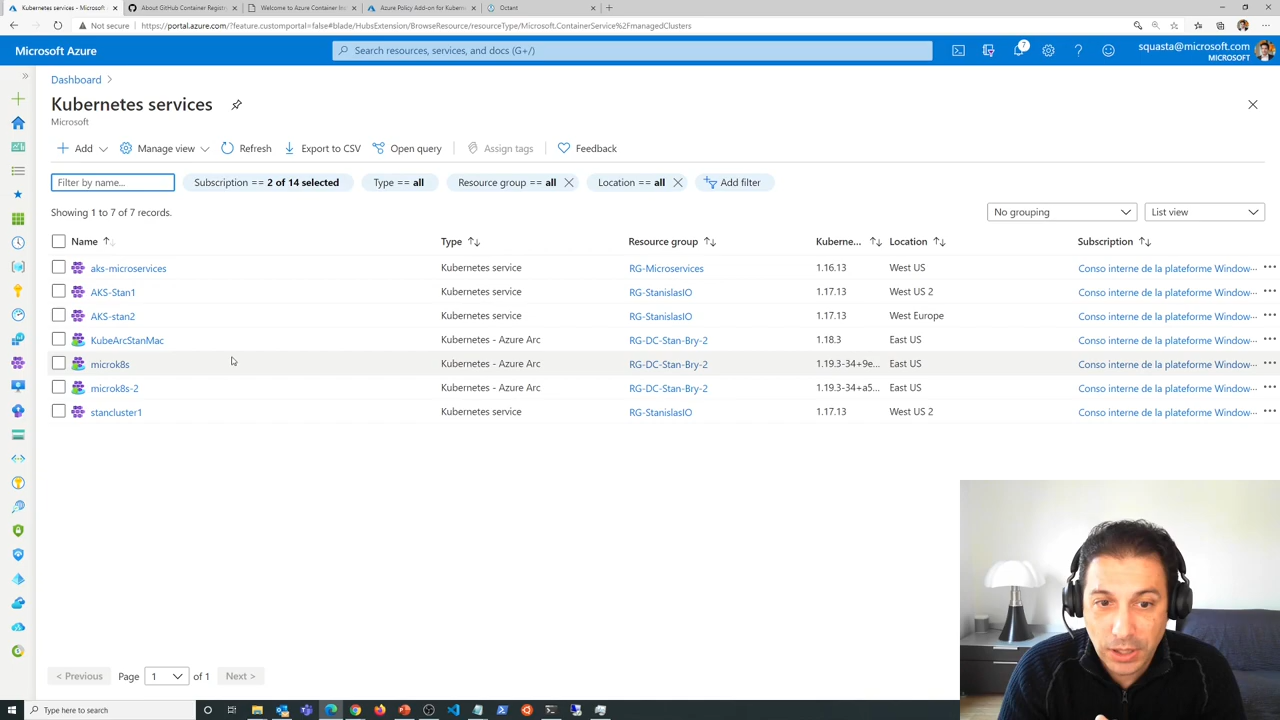 Kubernetes services - Microsoft
About GitHub Container Registr
Welcome to Azure Container Ins
Azure Policy Add-on for Kubern
Octant
Not secure
https://portal.azure.com/?feature.customportal=false#blade/HubsExtension/BrowseResource/resourceType/Microsoft.ContainerService%2FmanagedClusters
Microsoft Azure
Search resources, services, and docs (G+/)
7
squasta@microsoft.com
MICROSOFT
Dashboard
Kubernetes services
Microsoft
Add
Manage view
Refresh
Export to CSV
Open query
Assign tags
Feedback
Filter by name...
Subscription == 2 of 14 selected
Type == all
Resource group == all
Location == all
Add filter
Showing 1 to 7 of 7 records.
No grouping
List view
Name Type Resource group Kuberne... Location Subscription
aks-microservices Kubernetes service RG-Microservices 1.16.13 West US Conso interne de la plateforme Window···
AKS-Stan1 Kubernetes service RG-StanislasIO 1.17.13 West US 2 Conso interne de la plateforme Window···
AKS-stan2 Kubernetes service RG-StanislasIO 1.17.13 West Europe Conso interne de la plateforme Window···
KubeArcStanMac Kubernetes - Azure Arc RG-DC-Stan-Bry-2 1.18.3 East US Conso interne de la plateforme Window···
microk8s Kubernetes - Azure Arc RG-DC-Stan-Bry-2 1.19.3-34+9e... East US Conso interne de la plateforme Window···
microk8s-2 Kubernetes - Azure Arc RG-DC-Stan-Bry-2 1.19.3-34+a5... East US Conso interne de la plateforme Window···
stancluster1 Kubernetes service RG-StanislasIO 1.17.13 West US 2 Conso interne de la plateforme Window···
< Previous Page 1 of 1 Next >
Type here to search